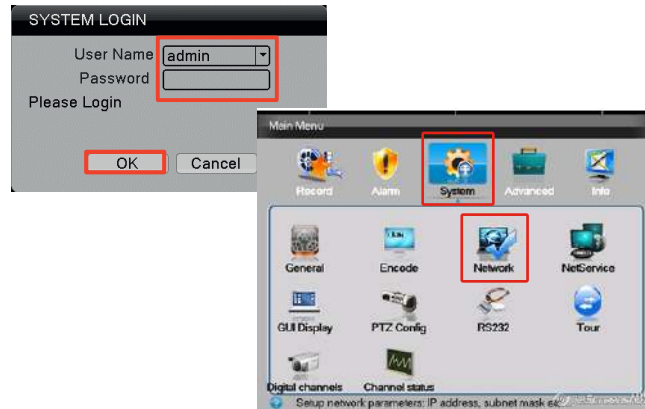 SYSTEM LOGIN
User Name admin
Password
Please Login
OK Cancel
Main Menu
Record Alarm System Advanced Info
General Encode Network NetService
GUI Display PTZ Config RS232 Tour
Digital channels Channel status
Setup network parameters: IP address, subnet mask